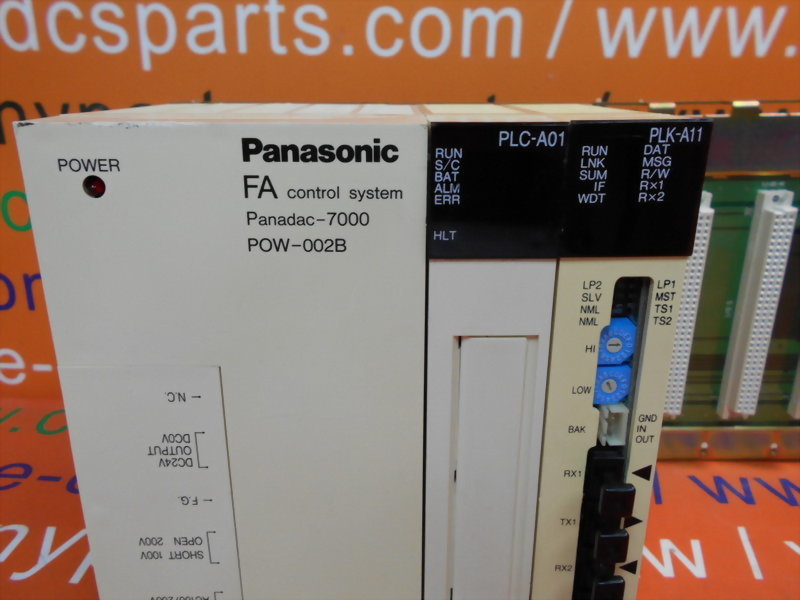 dcsparts.com / www.
POWER
Panasonic
FA control system
Panadac-7000
POW-002B
N.C.
DC0V
OUTPUT
DC24V
F.G.
OPEN 200V
SHORT 100V
PLC-A01
RUN
S/C
BAT
ALM
ERR
HLT
PLK-A11
RUN DAT
LNK MSG
SUM R/W
IF R×1
WDT R×2
LP2 LP1
SLV MST
NML TS1
NML TS2
HI
LOW
BAK
GND
IN
OUT
RX1
TX1
RX2